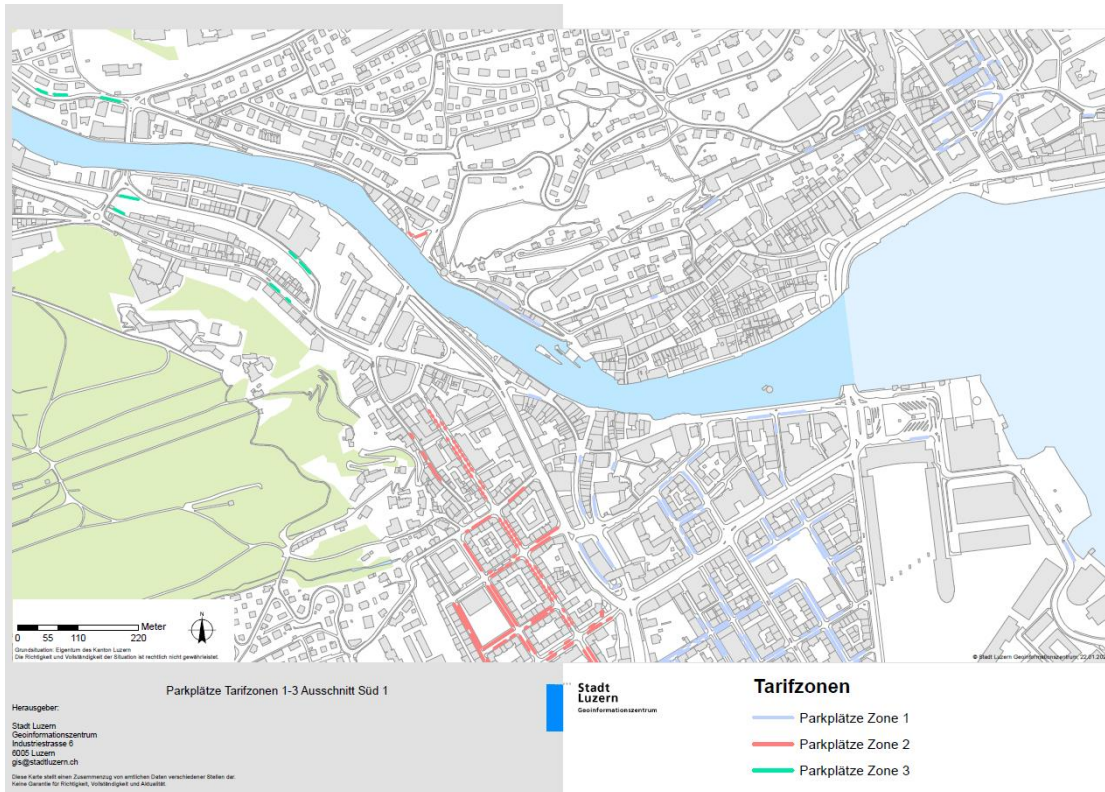 Meter
0 55 110 220
N
Grundsituation: Eigentum des Kanton Luzern
Die Richtigkeit und Vollständigkeit der Situation ist rechtlich nicht gewährleistet.
© Stadt Luzern Geoinformationszentrum, 22.01.202
Parkplätze Tarifzonen 1-3 Ausschnitt Süd 1
Herausgeber:
Stadt Luzern
Geoinformationszentrum
Industriestrasse 6
6005 Luzern
gis@stadtluzern.ch
Diese Karte stellt einen Zusammenzug von amtlichen Daten verschiedener Stellen dar.
Keine Garantie für Richtigkeit, Vollständigkeit und Aktualität.
Stadt
Luzern
Geoinformationszentrum
Tarifzonen
Parkplätze Zone 1
Parkplätze Zone 2
Parkplätze Zone 3